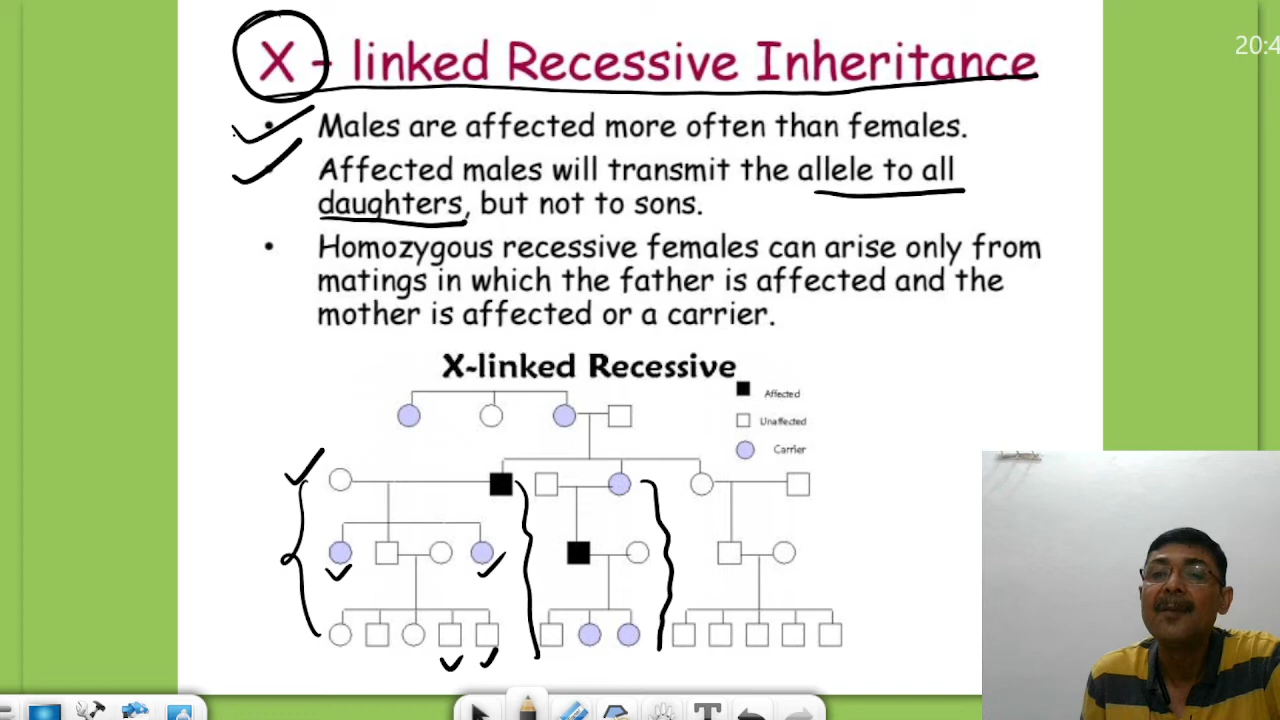 20:4
X - linked Recessive Inheritance
• Males are affected more often than females.
• Affected males will transmit the allele to all
daughters, but not to sons.
• Homozygous recessive females can arise only from
matings in which the father is affected and the
mother is affected or a carrier.
X-linked Recessive
Affected
Unaffected
Carrier
T